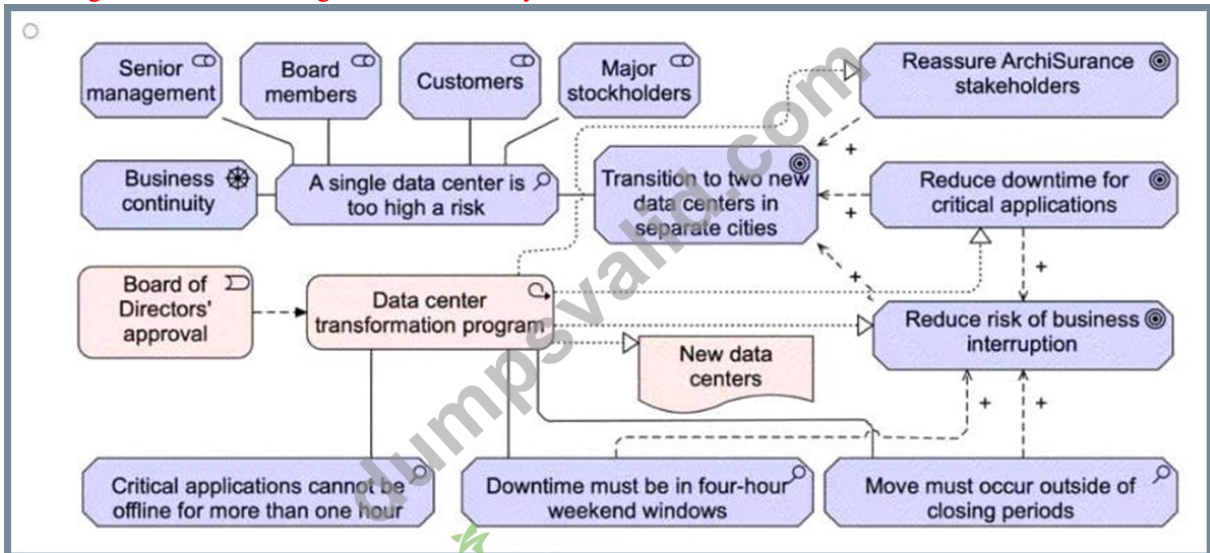 Senior
management
Board
members
Customers
Major
stockholders
Reassure ArchiSurance
stakeholders
Business
continuity
A single data center is
too high a risk
Transition to two new
data centers in
separate cities
Reduce downtime for
critical applications
+
+
+
+
Board of
Directors'
approval
Data center
transformation program
Reduce risk of business
interruption
New data
centers
+
+
Critical applications cannot be
offline for more than one hour
Downtime must be in four-hour
weekend windows
Move must occur outside of
closing periods
dumpsvalid.com